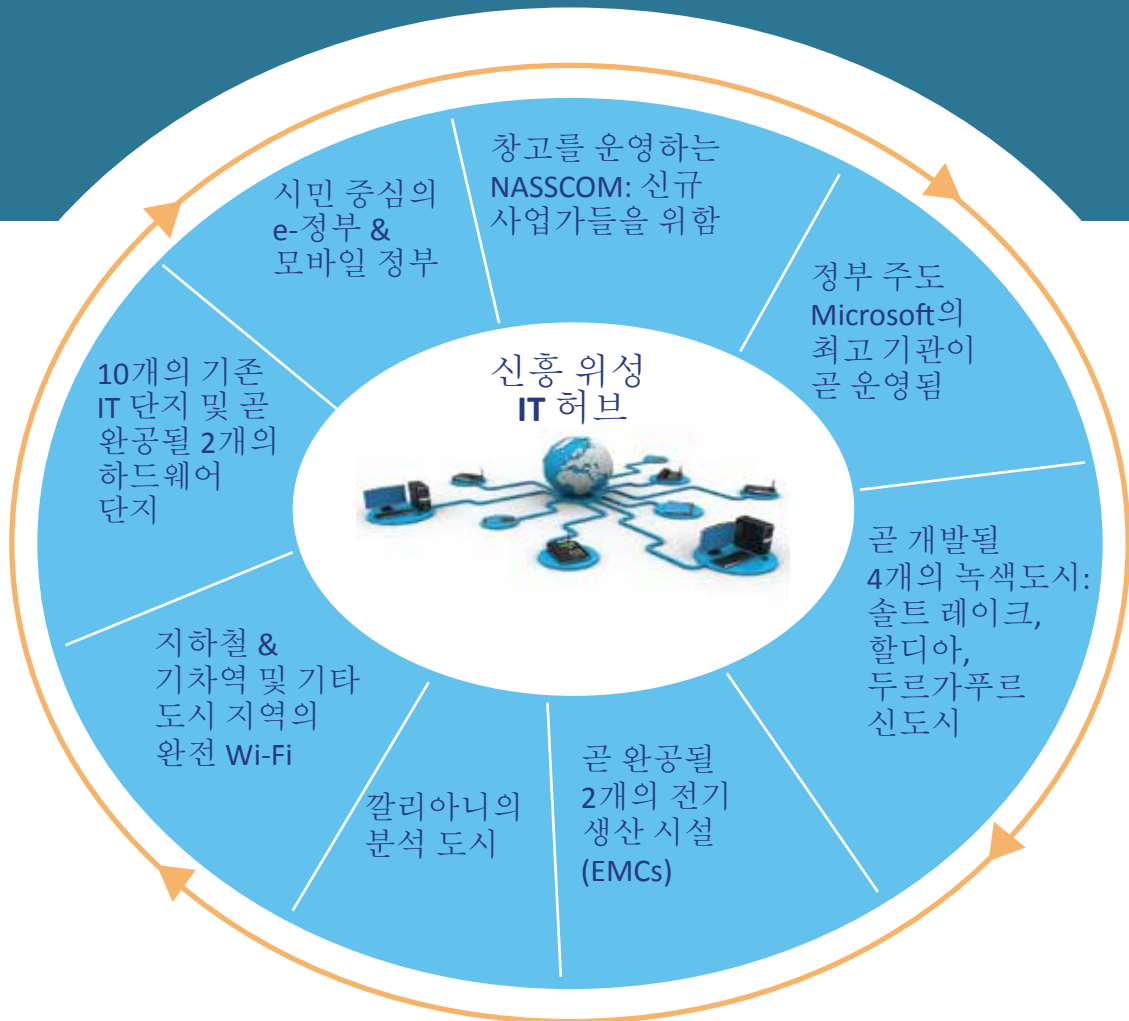 신흥 위성
IT 허브
창고를 운영하는
NASSCOM: 신규
사업가들을 위함
정부 주도
Microsoft의
최고 기관이
곧 운영됨
곧 개발될
4개의 녹색도시:
솔트 레이크,
할디아,
두르가푸르
신도시
곧 완공될
2개의 전기
생산 시설
(EMCs)
깔리아니의
분석 도시
지하철 &
기차역 및 기타
도시 지역의
완전 Wi-Fi
10개의 기존
IT 단지 및 곧
완공될 2개의
하드웨어
단지
시민 중심의
e-정부 &
모바일 정부